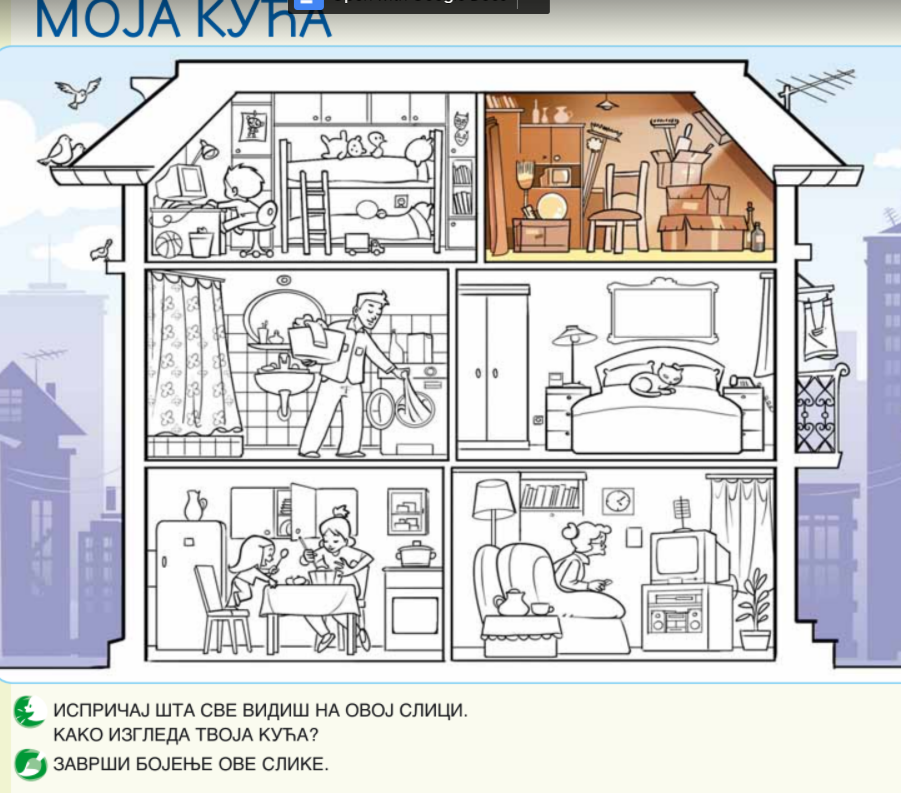 МОЈА КУЋА
ИСПРИЧАЈ ШТА СВЕ ВИДИШ НА ОВОЈ СЛИЦИ.
КАКО ИЗГЛЕДА ТВОЈА КУЋА?
ЗАВРШИ БОЈЕЊЕ ОВЕ СЛИКЕ.